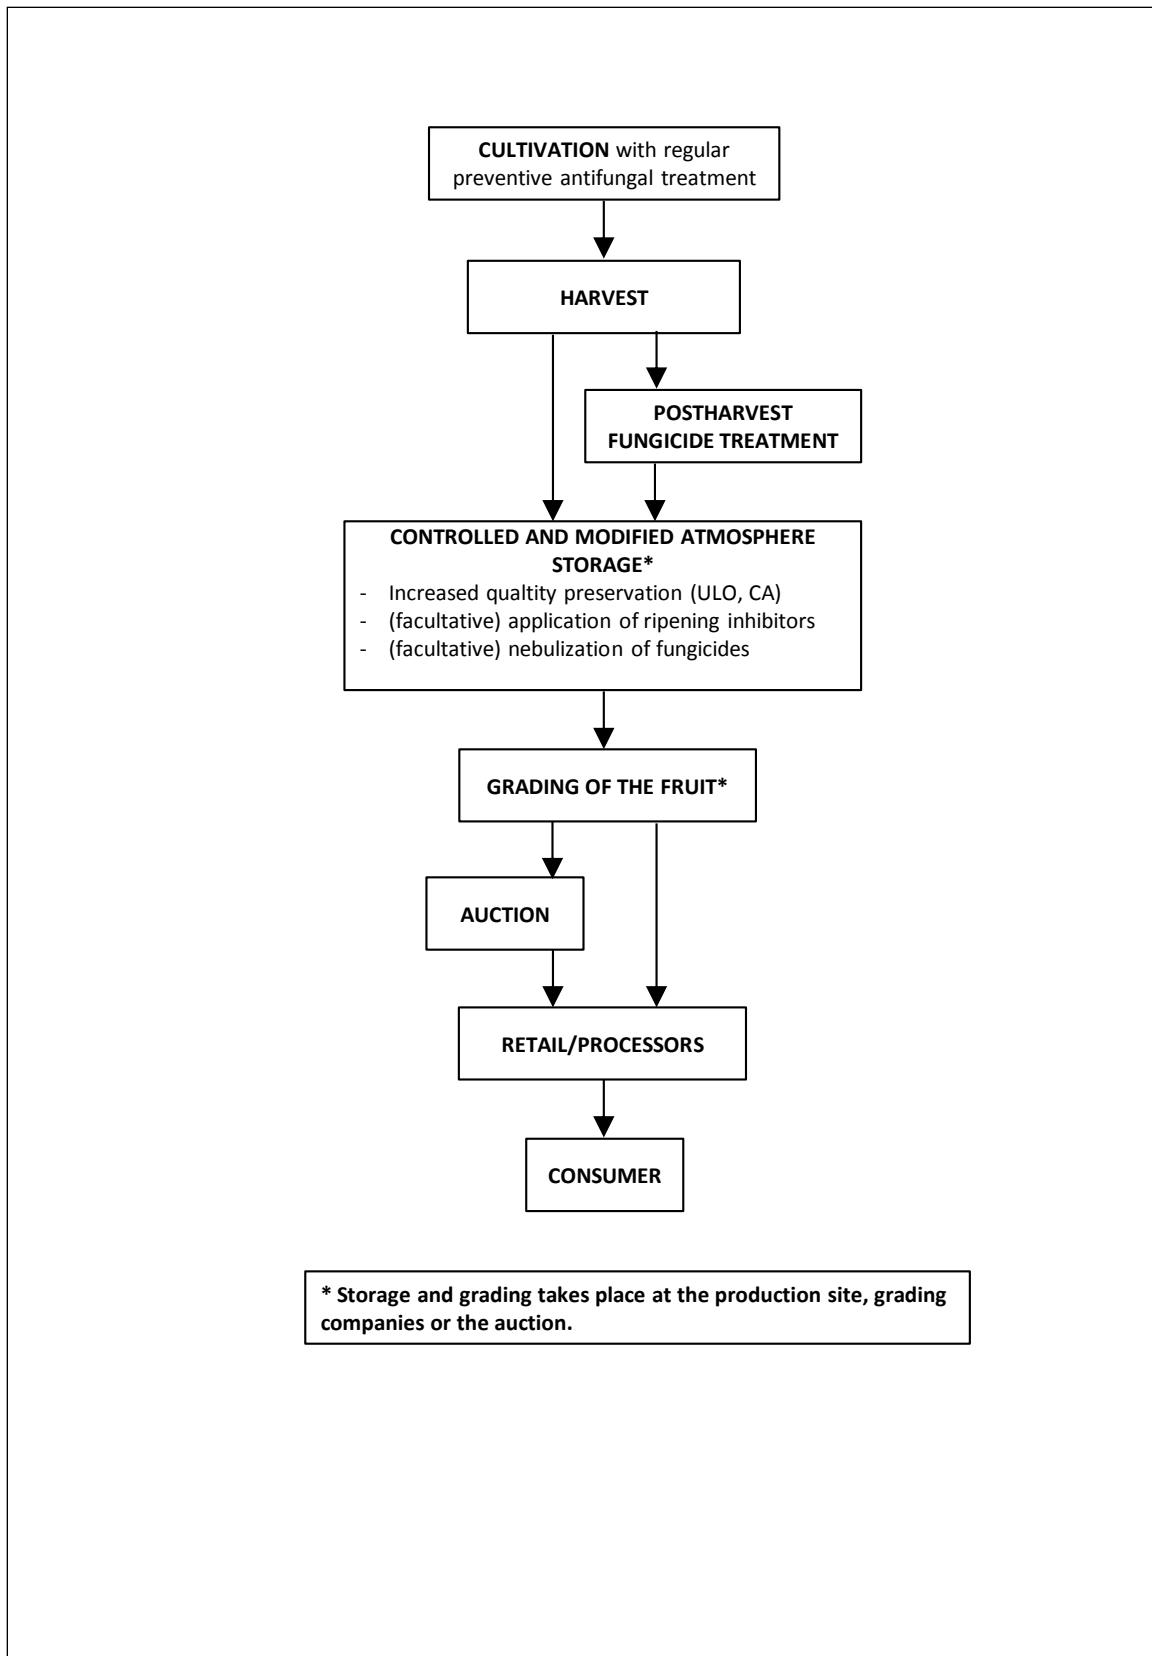 CULTIVATION with regular
preventive antifungal treatment
HARVEST
POSTHARVEST
FUNGICIDE TREATMENT
CONTROLLED AND MODIFIED ATMOSPHERE
STORAGE*
- Increased qualtity preservation (ULO, CA)
- (facultative) application of ripening inhibitors
- (facultative) nebulization of fungicides
GRADING OF THE FRUIT*
AUCTION
RETAIL/PROCESSORS
CONSUMER
* Storage and grading takes place at the production site, grading
companies or the auction.